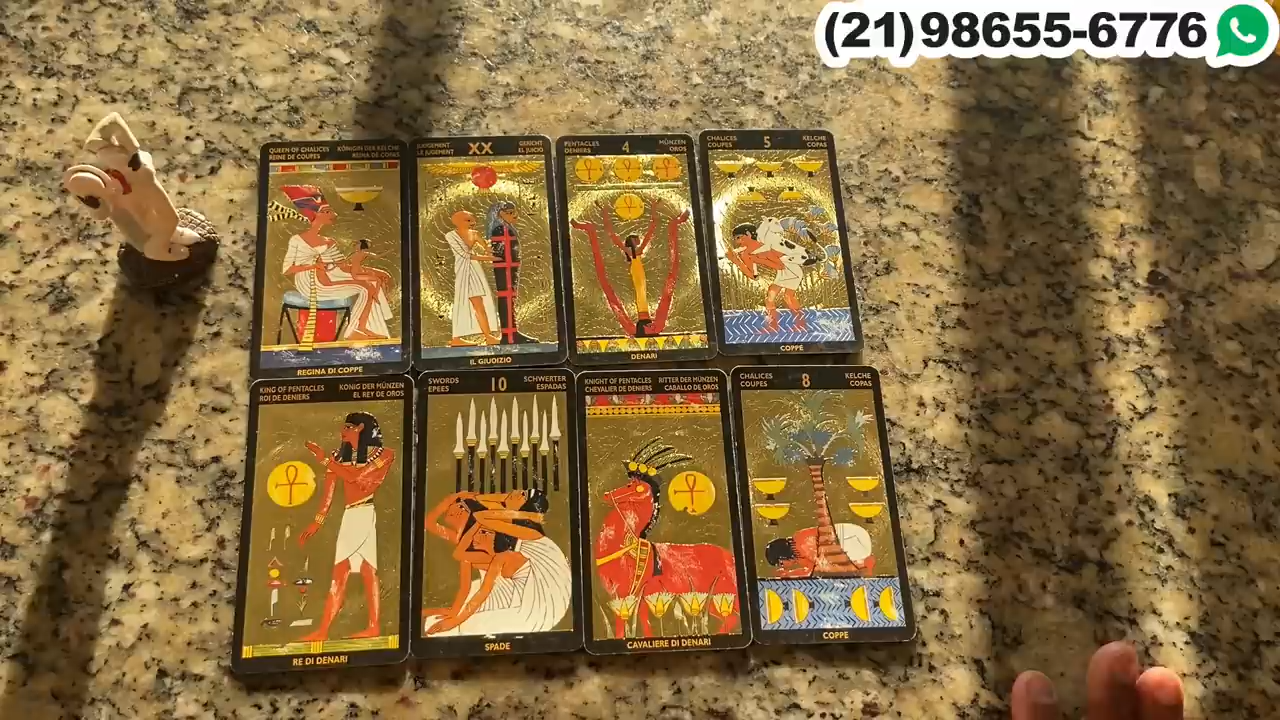 (21)98655-6776
QUEEN OF CHALICES KÖNIGIN DER KELCHE
REINE DE COUPES REINA DE COPAS
REGINA DI COPPE
JUDGEMENT XX GERICHT
LE JUGEMENT EL JUICIO
IL GIUDIZIO
PENTACLES 4 MÜNZEN
DENIERS OROS
DENARI
CHALICES 5 KELCHE
COUPES COPAS
COPPE
KING OF PENTACLES KÖNIG DER MÜNZEN
ROI DE DENIERS EL REY DE OROS
RE DI DENARI
SWORDS 10 SCHWERTER
EPEES ESPADAS
SPADE
KNIGHT OF PENTACLES RITTER DER MÜNZEN
CHEVALIER DE DENIERS CABALLO DE OROS
CAVALIERE DI DENARI
CHALICES 8 KELCHE
COUPES COPAS
COPPE